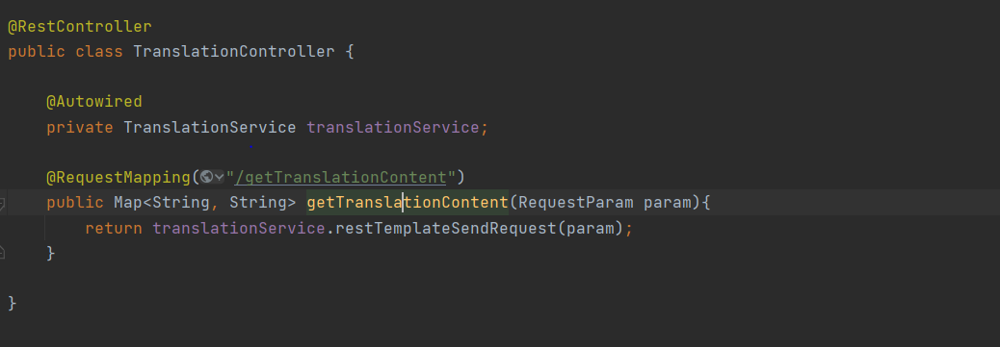 @RestController
public class TranslationController {
@Autowired
private TranslationService translationService;
@RequestMapping("/getTranslationContent")
public Map<String, String> getTranslationContent(RequestParam param){
return translationService.restTemplateSendRequest(param);
}
}